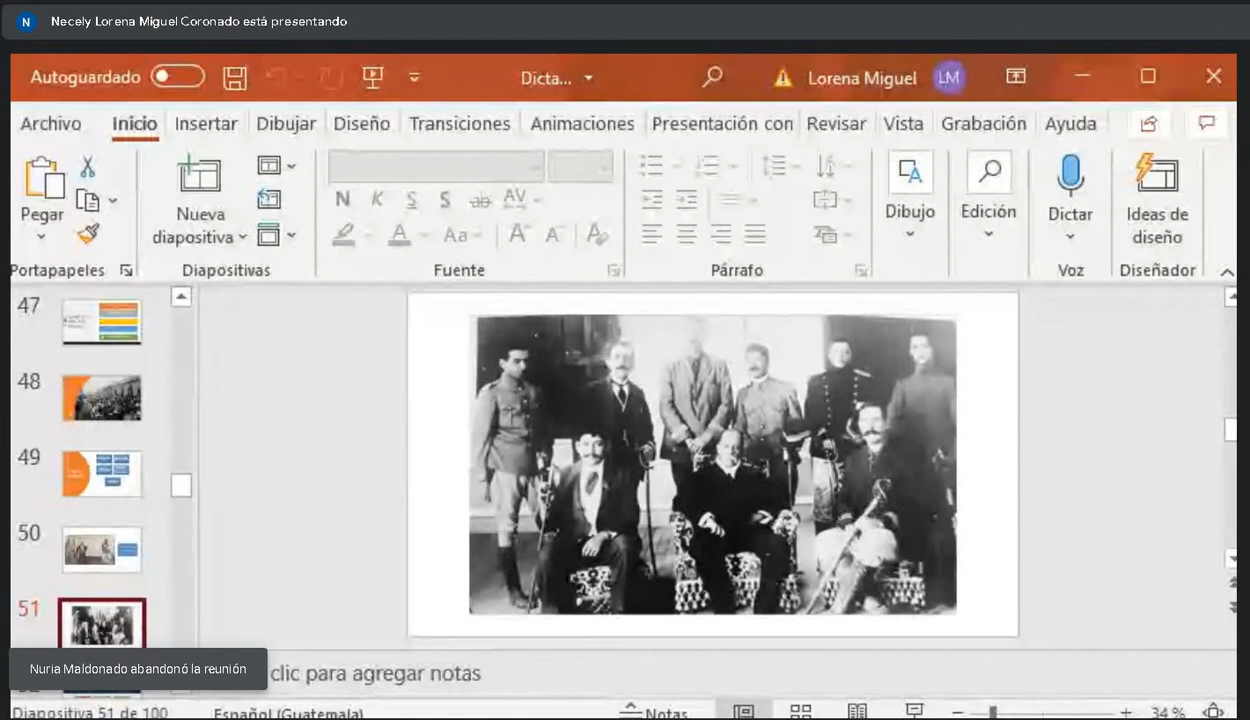 N Necely Lorena Miguel Coronado está presentando
Autoguardado Dicta... Lorena Miguel LM
Archivo Inicio Insertar Dibujar Diseño Transiciones Animaciones Presentación con Revisar Vista Grabación Ayuda
Pegar
Nueva
diapositiva
N K S S ab AV
A Aa A A A
Dibujo Edición Dictar
Ideas de
diseño
Portapapeles Diapositivas Fuente Párrafo Voz Diseñador
47
48
49
50
51
Nuria Maldonado abandonó la reunión
clic para agregar notas
Diapositiva 51 de 100 Español (Guatemala) Notas 34 %